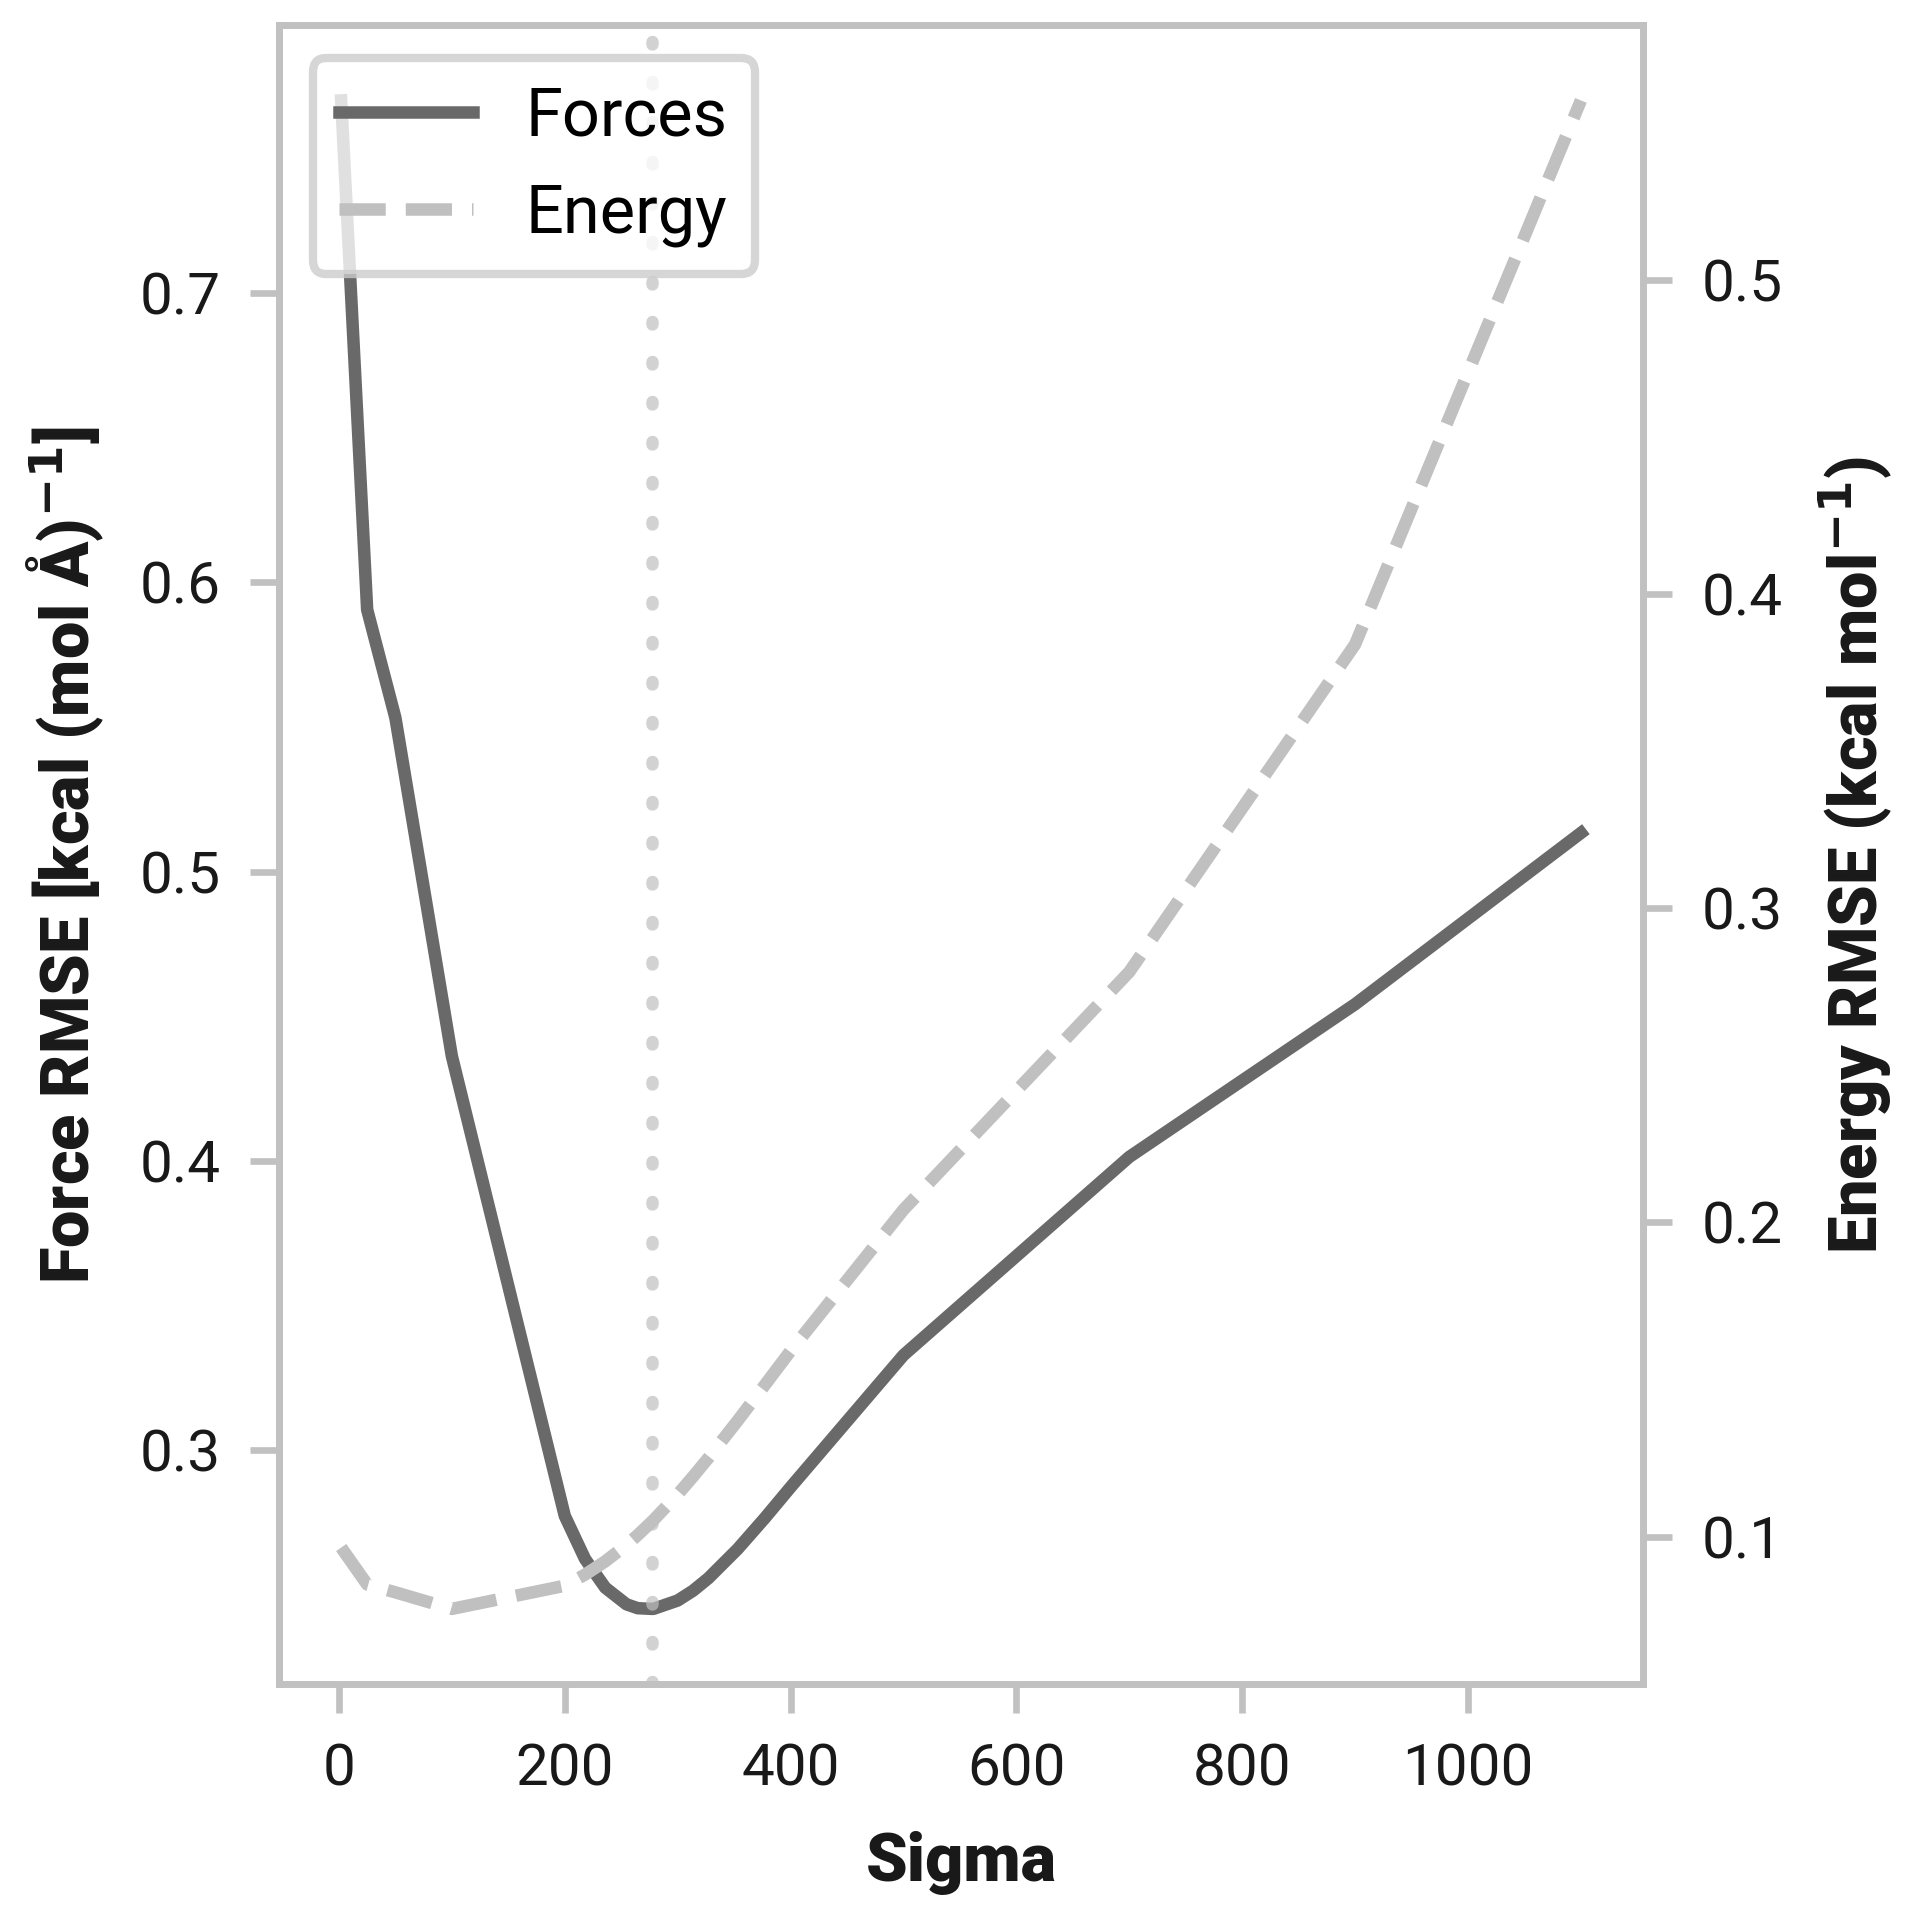 Forces
Energy
0.7
0.6
0.5
0.4
0.3
Force RMSE [kcal (mol Å)⁻¹]
0.5
0.4
0.3
0.2
0.1
Energy RMSE (kcal mol⁻¹)
0 200 400 600 800 1000
Sigma